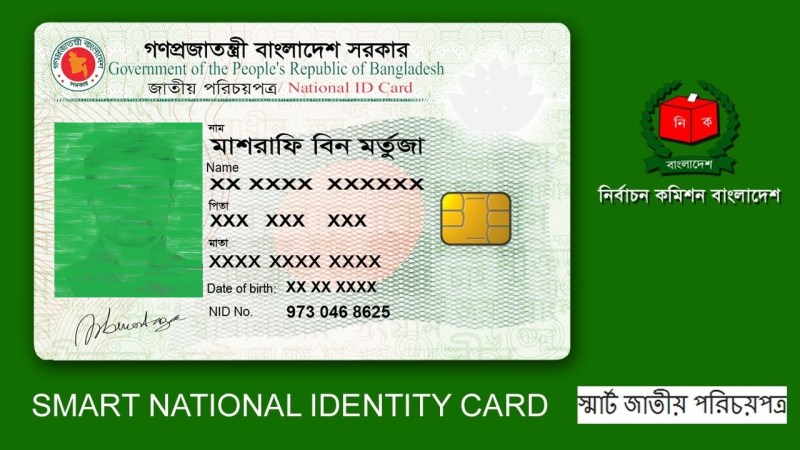 গণপ্রজাতন্ত্রী বাংলাদেশ সরকার
Government of the People's Republic of Bangladesh
জাতীয় পরিচয়পত্র/ National ID Card
নাম
মাশরাফি বিন মর্তুজা
Name
XX XXXX XXXXXX
পিতা
XXX XXX XXX
মাতা
XXXX XXXX XXXX
Date of birth: XX XX XXXX
NID No. 973 046 8625
নি ক
বাংলাদেশ
নির্বাচন কমিশন বাংলাদেশ
SMART NATIONAL IDENTITY CARD
স্মার্ট জাতীয় পরিচয়পত্র